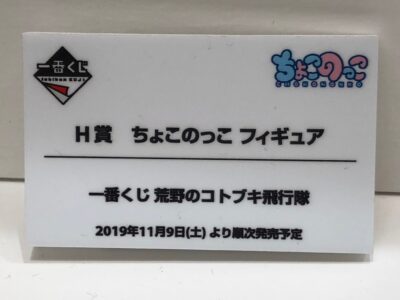 一番くじ
ちょこのっこ
CHOKONOKKO
H賞 ちょこのっこ フィギュア
一番くじ 荒野のコトブキ飛行隊
2019年11月9日(土) より順次発売予定